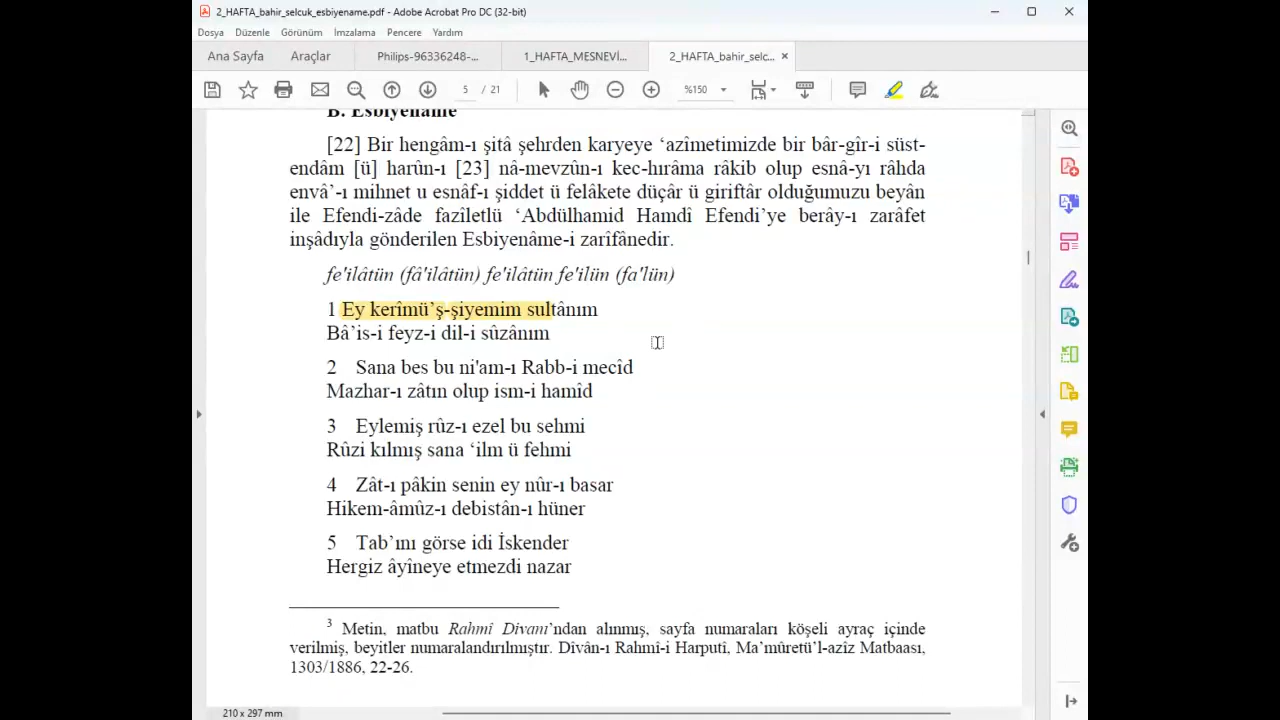 2_HAFTA_bahir_selcuk_esbiyename.pdf - Adobe Acrobat Pro DC (32-bit)
Dosya Düzenle Görünüm İmzalama Pencere Yardım
Ana Sayfa Araçlar Philips-96336248-... 1_HAFTA_MESNEVİ... 2_HAFTA_bahir_selc... ×
5 / 21 %150
B. Esbiyename
[22] Bir hengâm-ı şitâ şehrden karyeye ‘azîmetimizde bir bâr-gîr-i süst-
endâm [ü] harûn-ı [23] nâ-mevzûn-ı kec-hırâma râkib olup esnâ-yı râhda
envâ’-ı mihnet u esnâf-ı şiddet ü felâkete düçâr ü giriftâr olduğumuzu beyân
ile Efendi-zâde fazîletlü ‘Abdülhamid Hamdî Efendi’ye berây-ı zarâfet
inşâdıyla gönderilen Esbiyenâme-i zarîfânedir.
fe'ilâtün (fâ'ilâtün) fe'ilâtün fe'ilün (fa'lün)
1 Ey kerîmü’ş-şiyemim sultânım
Bâ’is-i feyz-i dil-i sûzânım
2 Sana bes bu ni'am-ı Rabb-i mecîd
Mazhar-ı zâtın olup ism-i hamîd
3 Eylemiş rûz-ı ezel bu sehmi
Rûzi kılmış sana ‘ilm ü fehmi
4 Zât-ı pâkin senin ey nûr-ı basar
Hikem-âmûz-ı debistân-ı hüner
5 Tab’ını görse idi İskender
Hergiz âyîneye etmezdi nazar
3 Metin, matbu Rahmî Divanı’ndan alınmış, sayfa numaraları köşeli ayraç içinde
verilmiş, beyitler numaralandırılmıştır. Dîvân-ı Rahmî-i Harputî, Ma’mûretü’l-azîz Matbaası,
1303/1886, 22-26.
210 x 297 mm